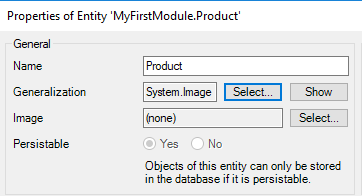 Properties of Entity 'MyFirstModule.Product'
General
Name Product
Generalization System.Image Select... Show
Image (none) Select...
Persistable Yes No
Objects of this entity can only be stored
in the database if it is persistable.